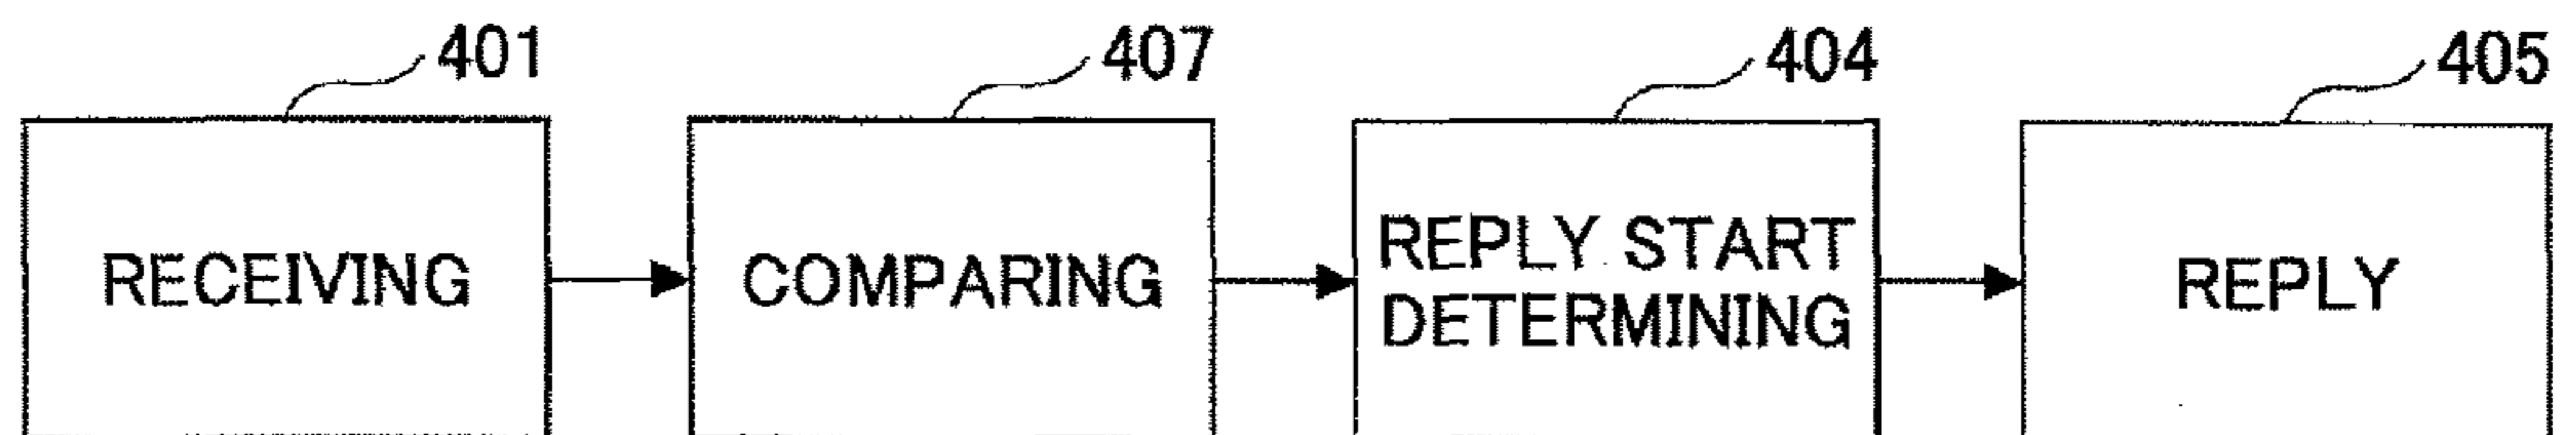 401
407
404
405
RECEIVING
COMPARING
REPLY START
DETERMINING
REPLY